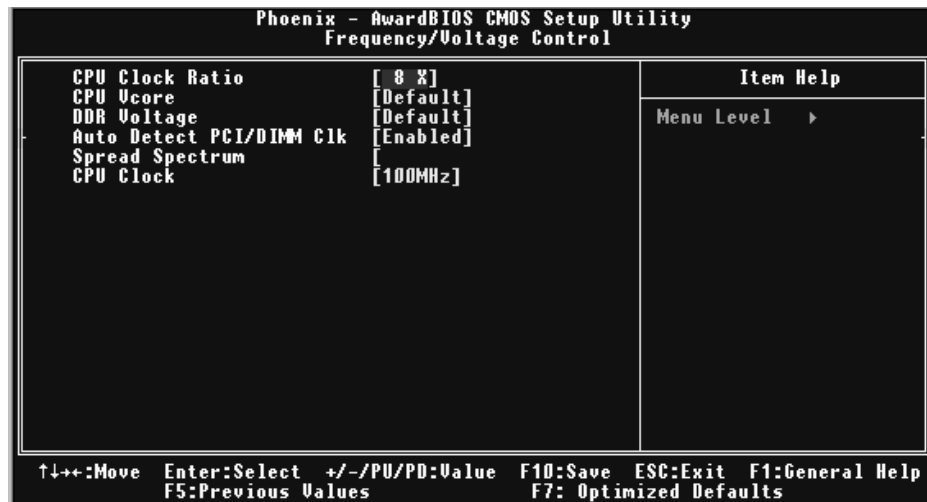 Phoenix - AwardBIOS CMOS Setup Utility
Frequency/Voltage Control
CPU Clock Ratio [ 8 X]
CPU Vcore [Default]
DDR Voltage [Default]
Auto Detect PCI/DIMM Clk [Enabled]
Spread Spectrum [
CPU Clock [100MHz]
Item Help
Menu Level ▸
↑↓→←:Move Enter:Select +/-/PU/PD:Value F10:Save ESC:Exit F1:General Help
F5:Previous Values F7: Optimized Defaults